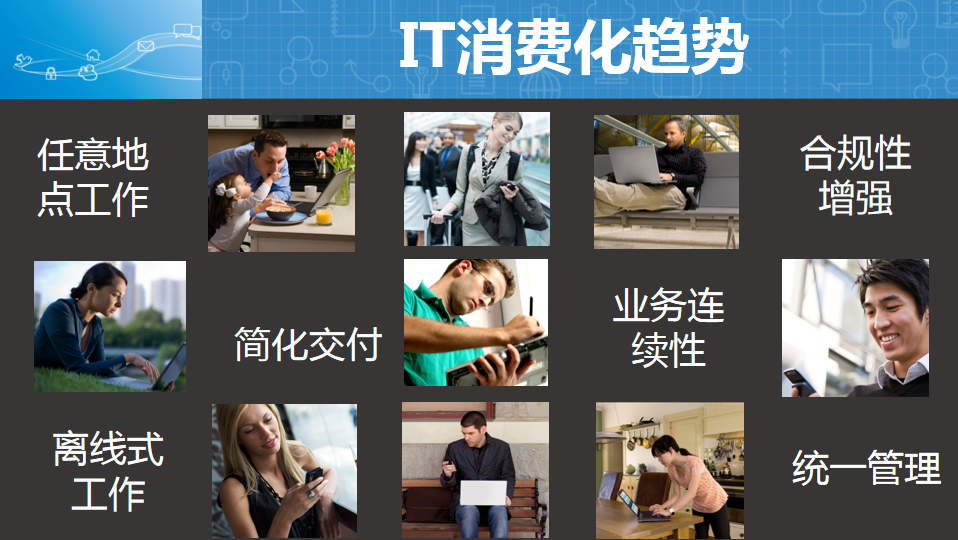 IT消费化趋势
任意地
点工作
合规性
增强
简化交付
业务连
续性
离线式
工作
统一管理